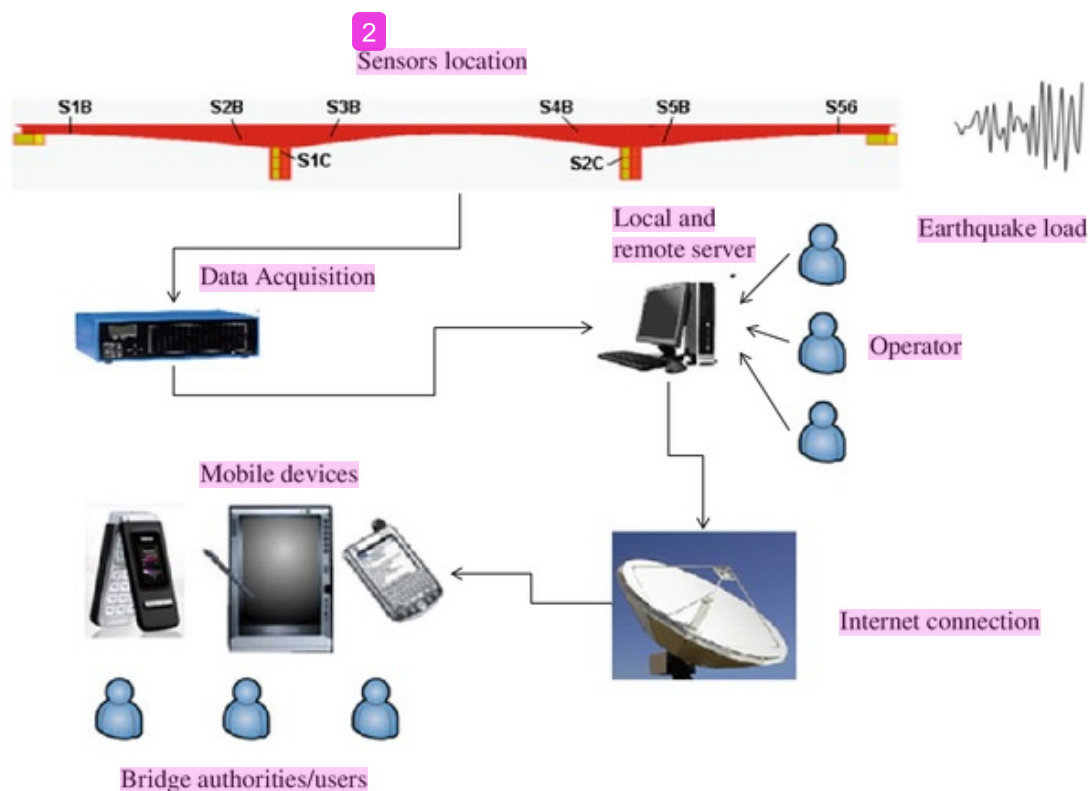 2
Sensors location
S1B
S2B
S3B
S4B
S5B
S56
S1C
S2C
Earthquake load
Local and
remote server
Data Acquisition
Operator
Mobile devices
Internet connection
Bridge authorities/users